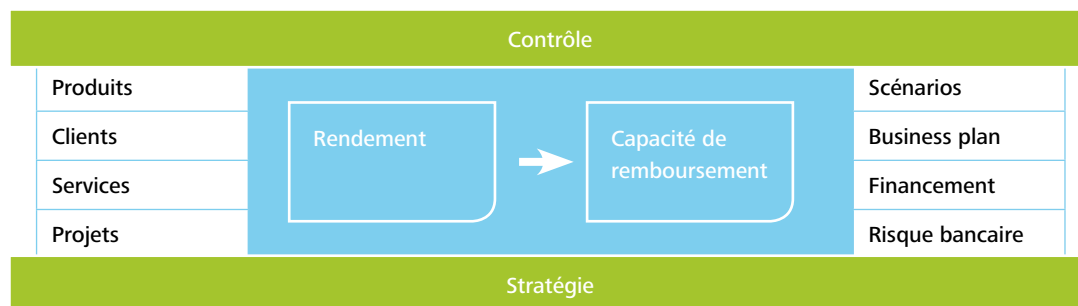 Contrôle
Produits
Clients
Services
Projets
Rendement
Capacité de
remboursement
Scénarios
Business plan
Financement
Risque bancaire
Stratégie